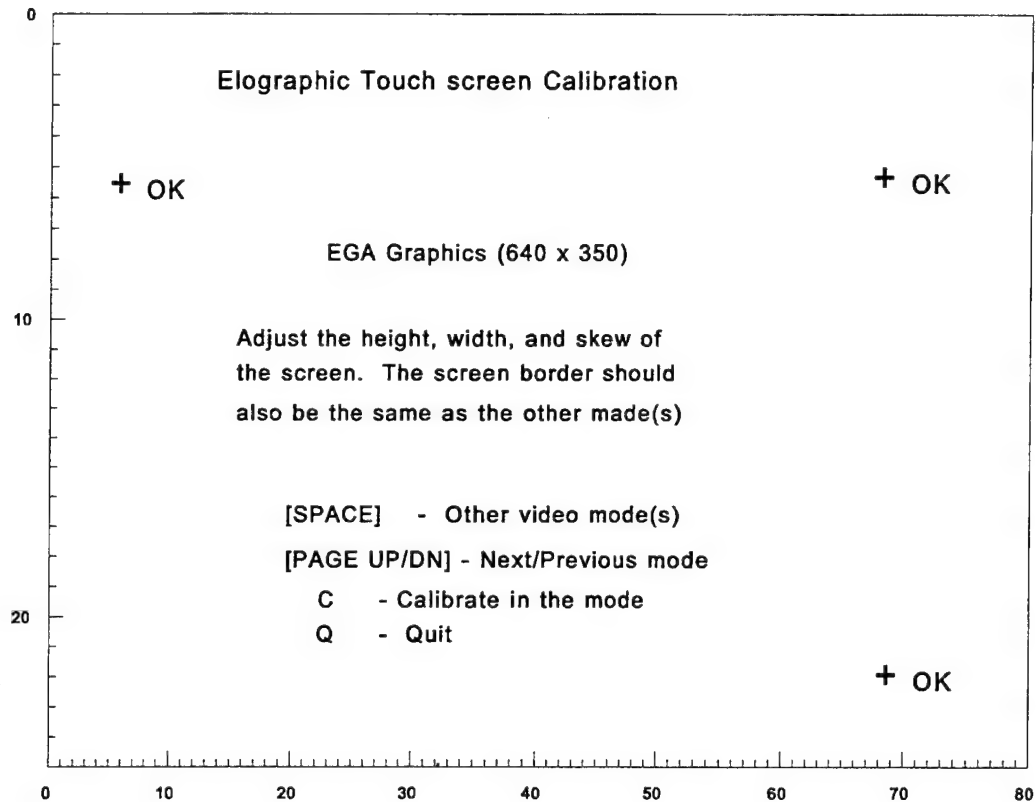 0
Elographic Touch screen Calibration
+ OK
+ OK
EGA Graphics (640 x 350)
10
Adjust the height, width, and skew of
the screen. The screen border should
also be the same as the other made(s)
[SPACE] - Other video mode(s)
[PAGE UP/DN] - Next/Previous mode
C - Calibrate in the mode
20
Q - Quit
+ OK
0 10 20 30 40 50 60 70 80